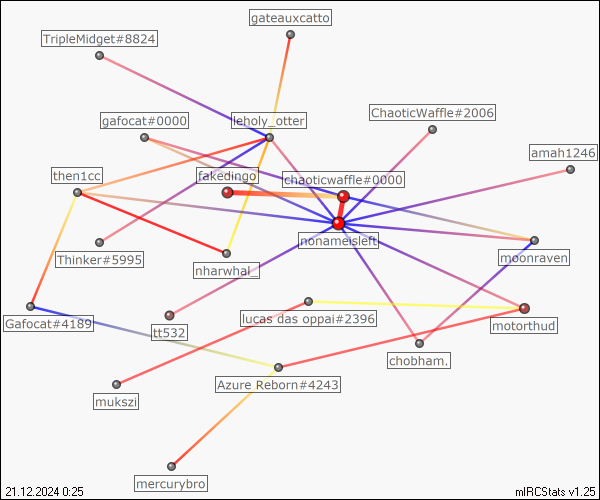 gateauxcatto
TripleMidget#8824
ChaoticWaffle#2006
gafocat#0000
leholy_otter
amah1246
then1cc
fakedingo
chaoticwaffle#0000
nonameisleft
moonraven
Thinker#5995
nharwhal_
Gafocat#4189
tt532
lucas das oppai#2396
motorthud
chobham.
Azure Reborn#4243
mukszi
mercurybro
21.12.2024 0:25
mIRCStats v1.25